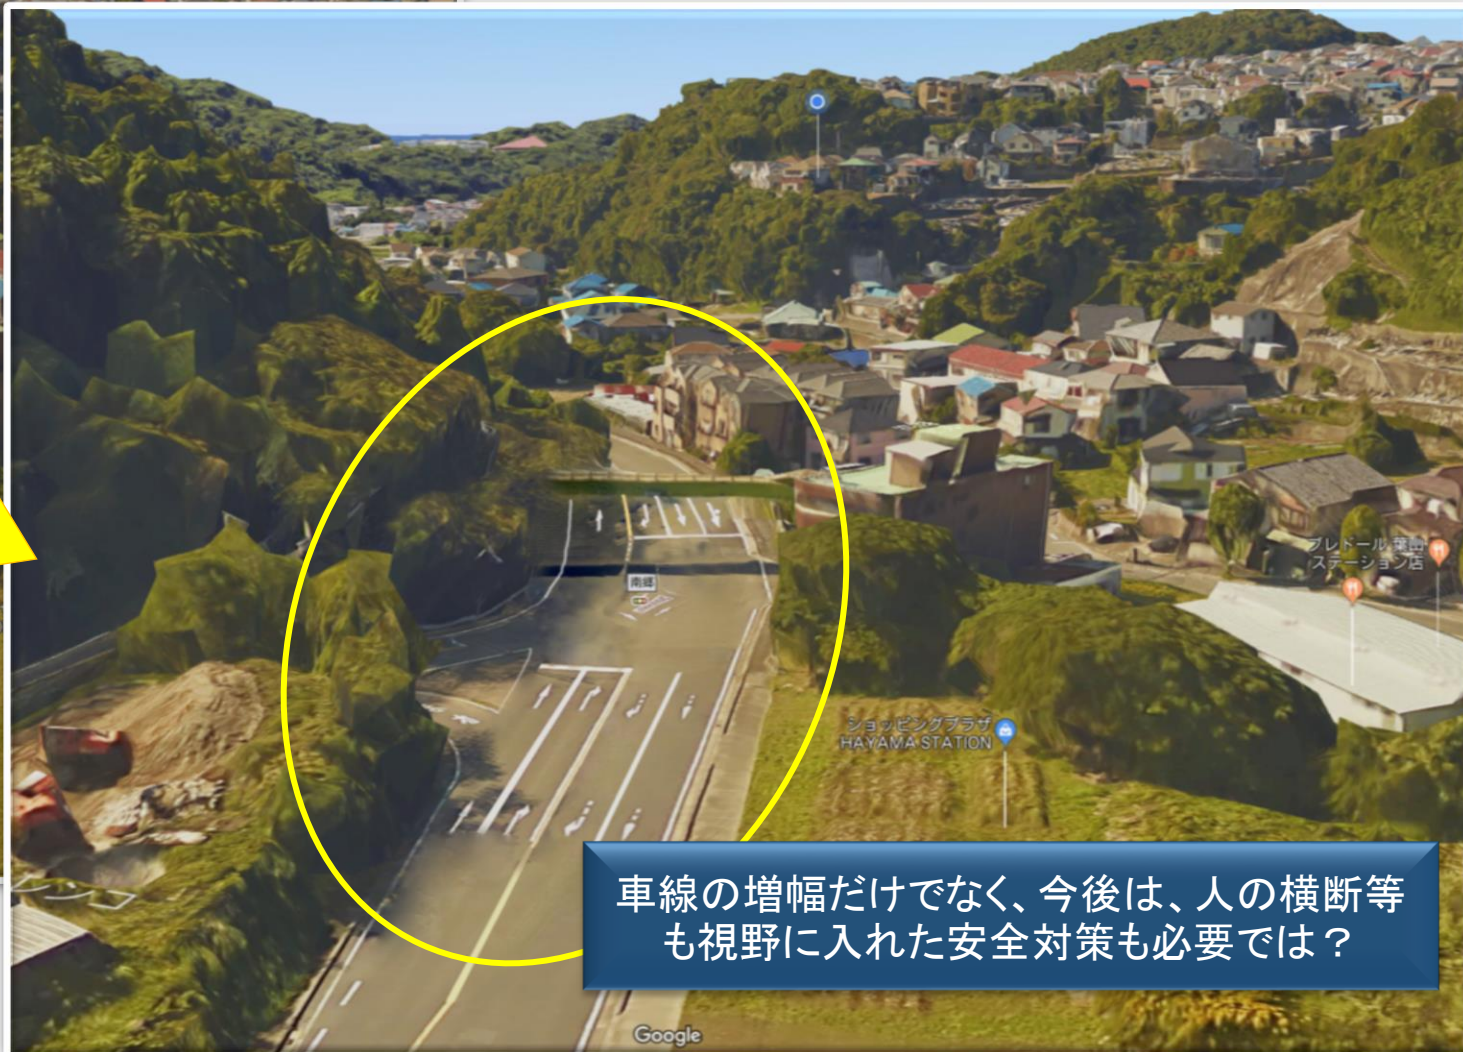 南郷
ブレドール 葉山
ステーション店
ショッピングプラザ
HAYAMA STATION
車線の増幅だけでなく、今後は、人の横断等
も視野に入れた安全対策も必要では？
Google